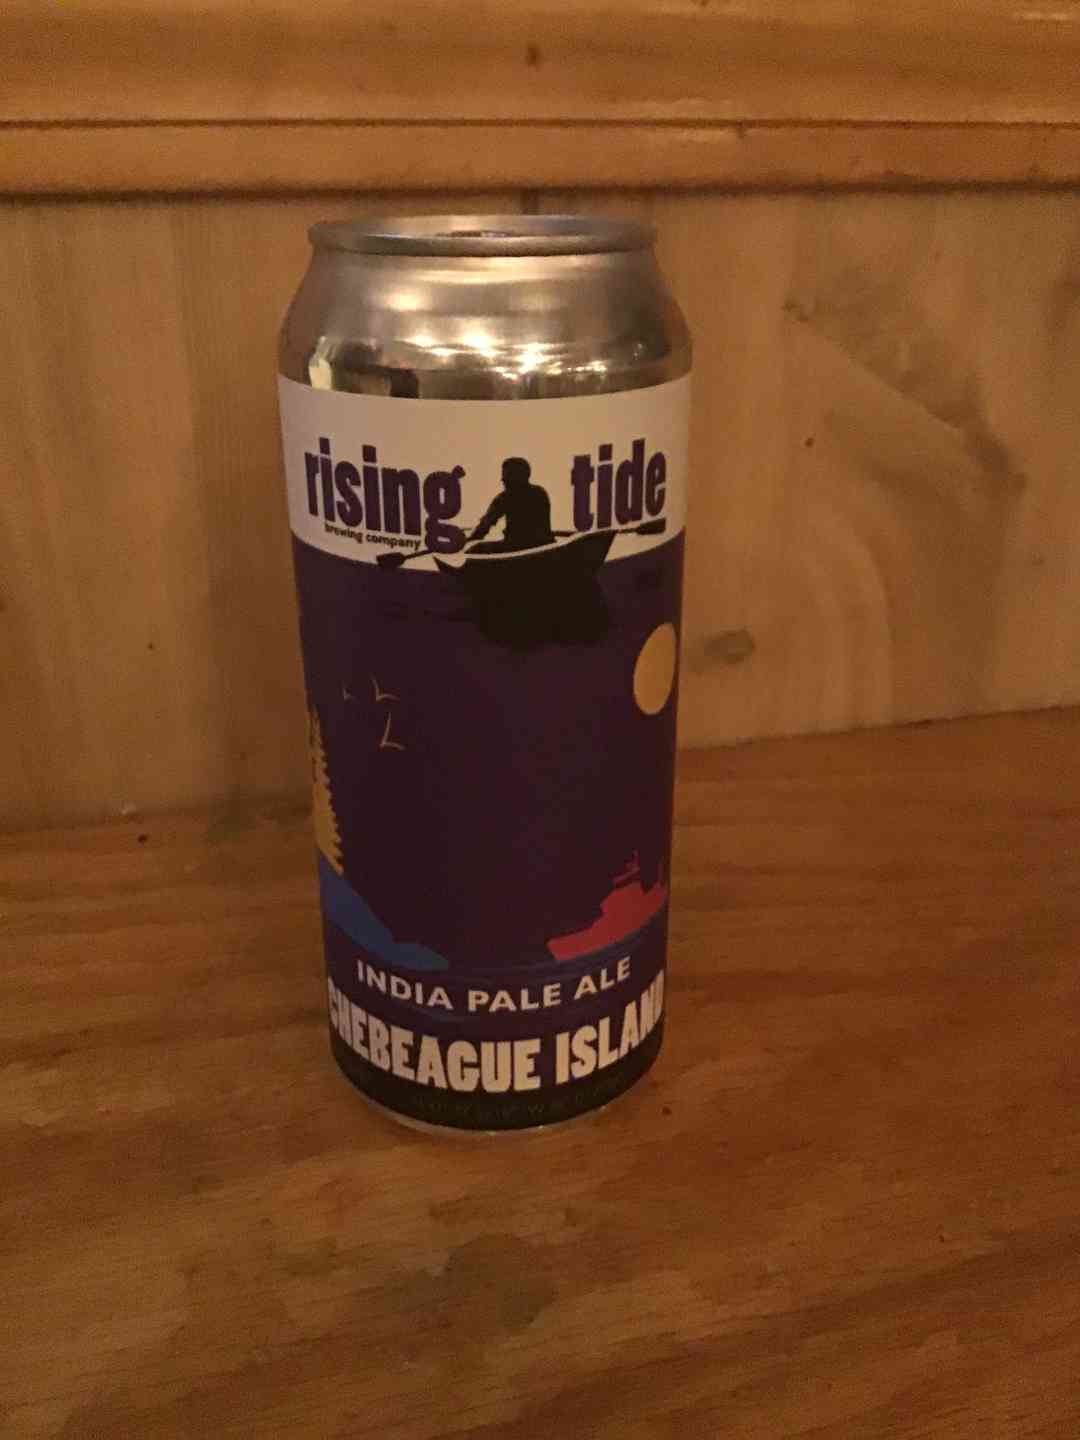 rising tide
brewing company
INDIA PALE ALE
CHEBEAGUE ISLAND